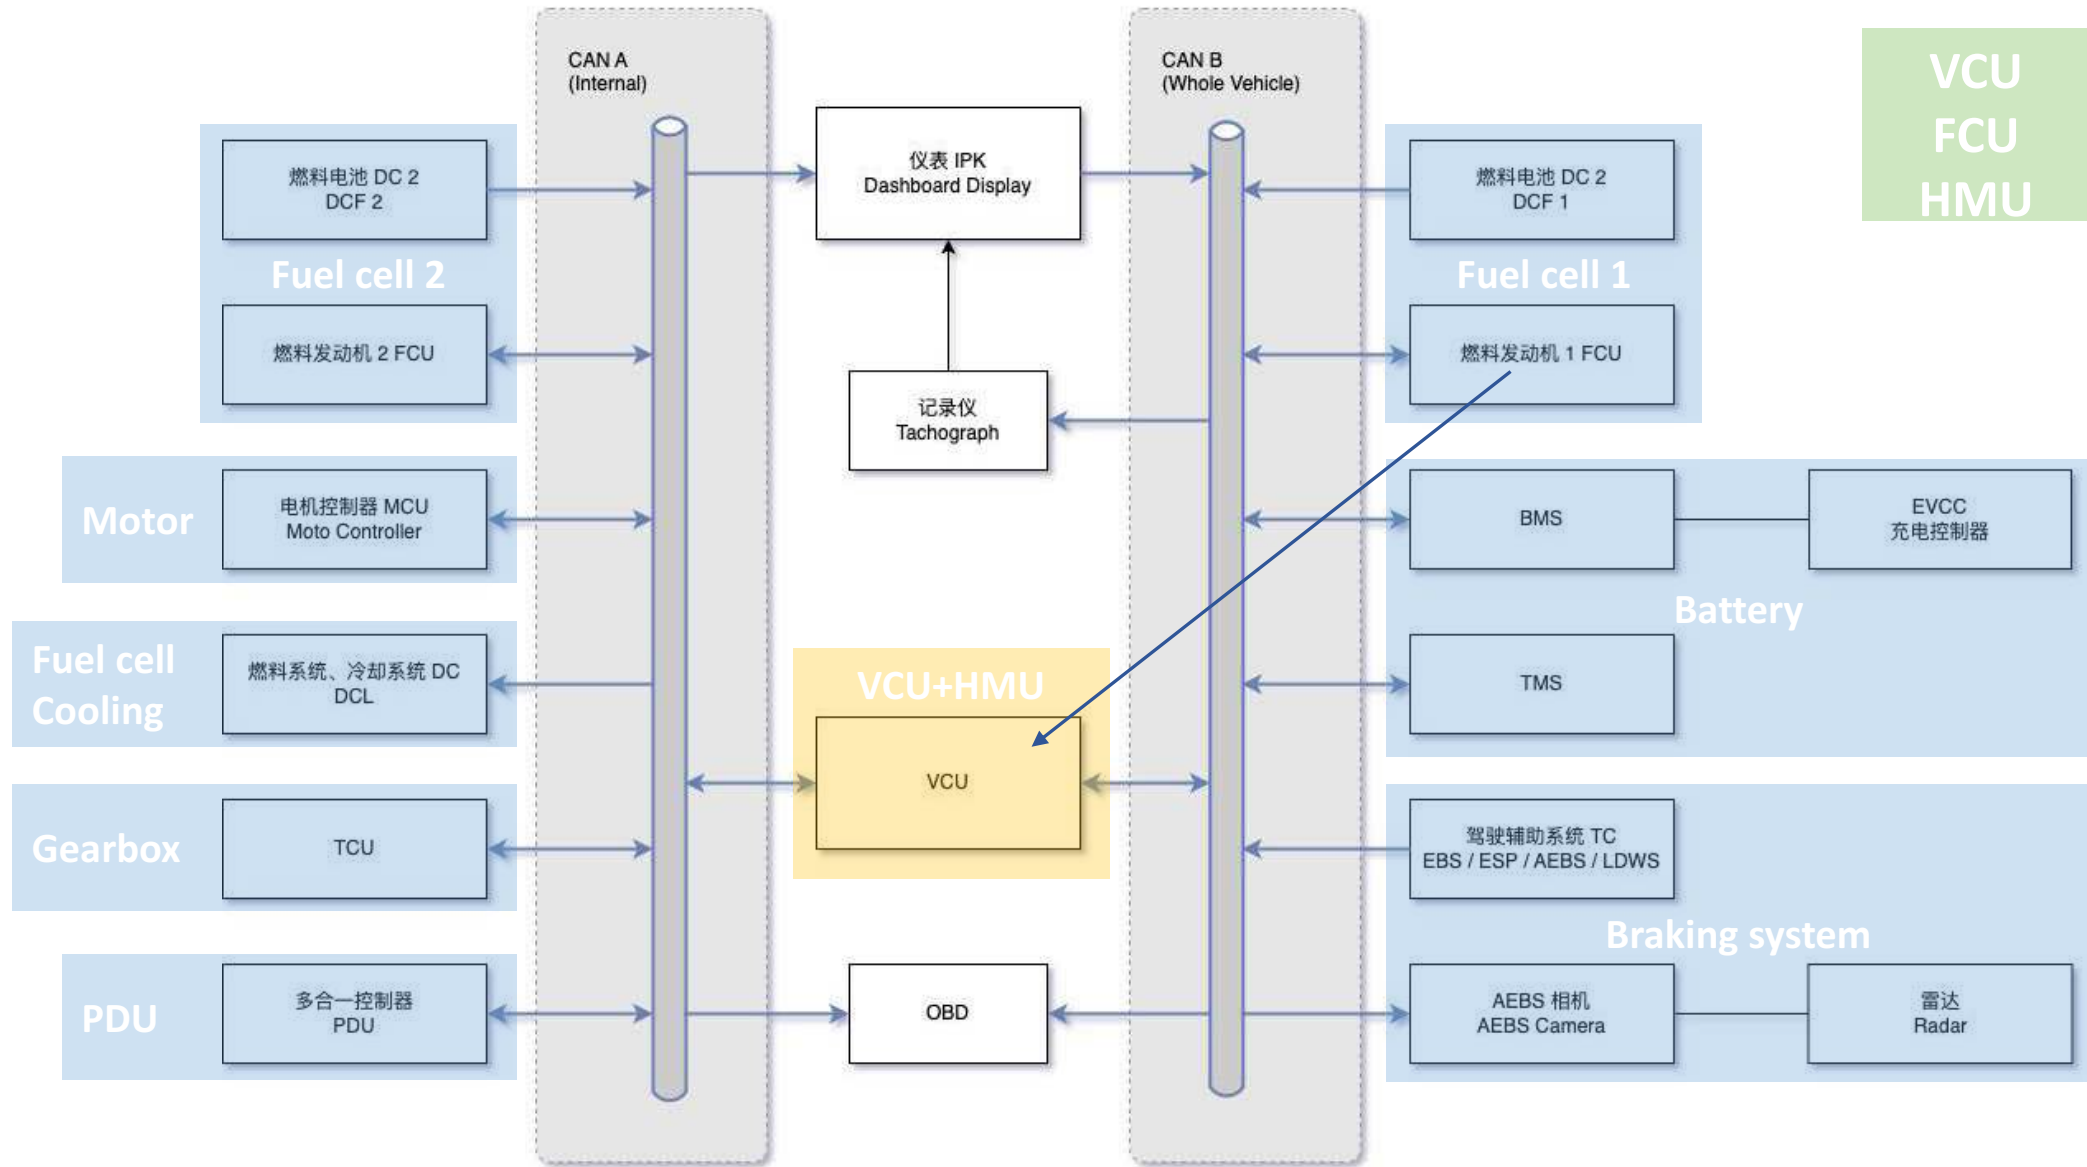 CAN A
(Internal)
CAN B
(Whole Vehicle)
VCU
FCU
HMU
燃料电池 DC 2
DCF 2
Fuel cell 2
燃料发动机 2 FCU
仪表 IPK
Dashboard Display
记录仪
Tachograph
燃料电池 DC 2
DCF 1
Fuel cell 1
燃料发动机 1 FCU
Motor
电机控制器 MCU
Moto Controller
BMS
EVCC
充电控制器
Battery
TMS
Fuel cell
Cooling
燃料系统、冷却系统 DC
DCL
VCU+HMU
VCU
Gearbox
TCU
驾驶辅助系统 TC
EBS / ESP / AEBS / LDWS
Braking system
PDU
多合一控制器
PDU
OBD
AEBS 相机
AEBS Camera
雷达
Radar